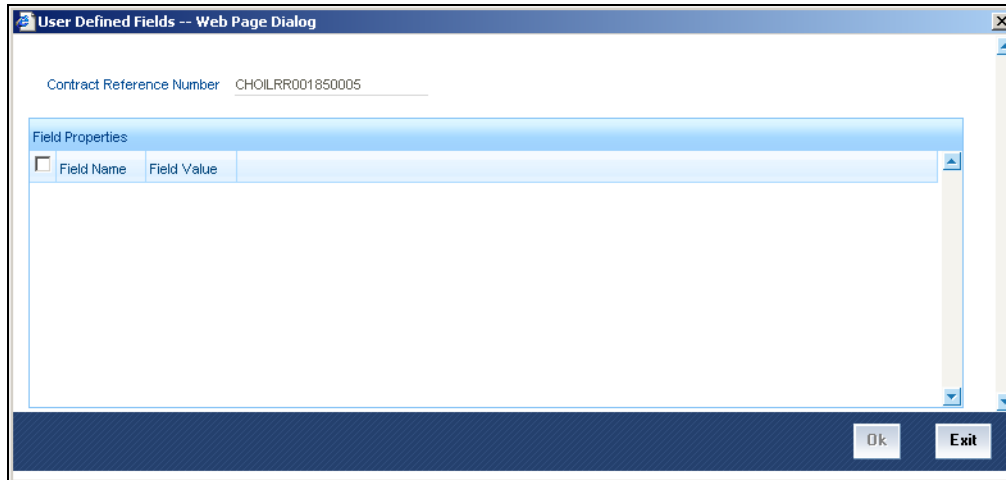 User Defined Fields -- Web Page Dialog
Contract Reference Number CHOILRR001850005
Field Properties
Field Name Field Value
Ok Exit